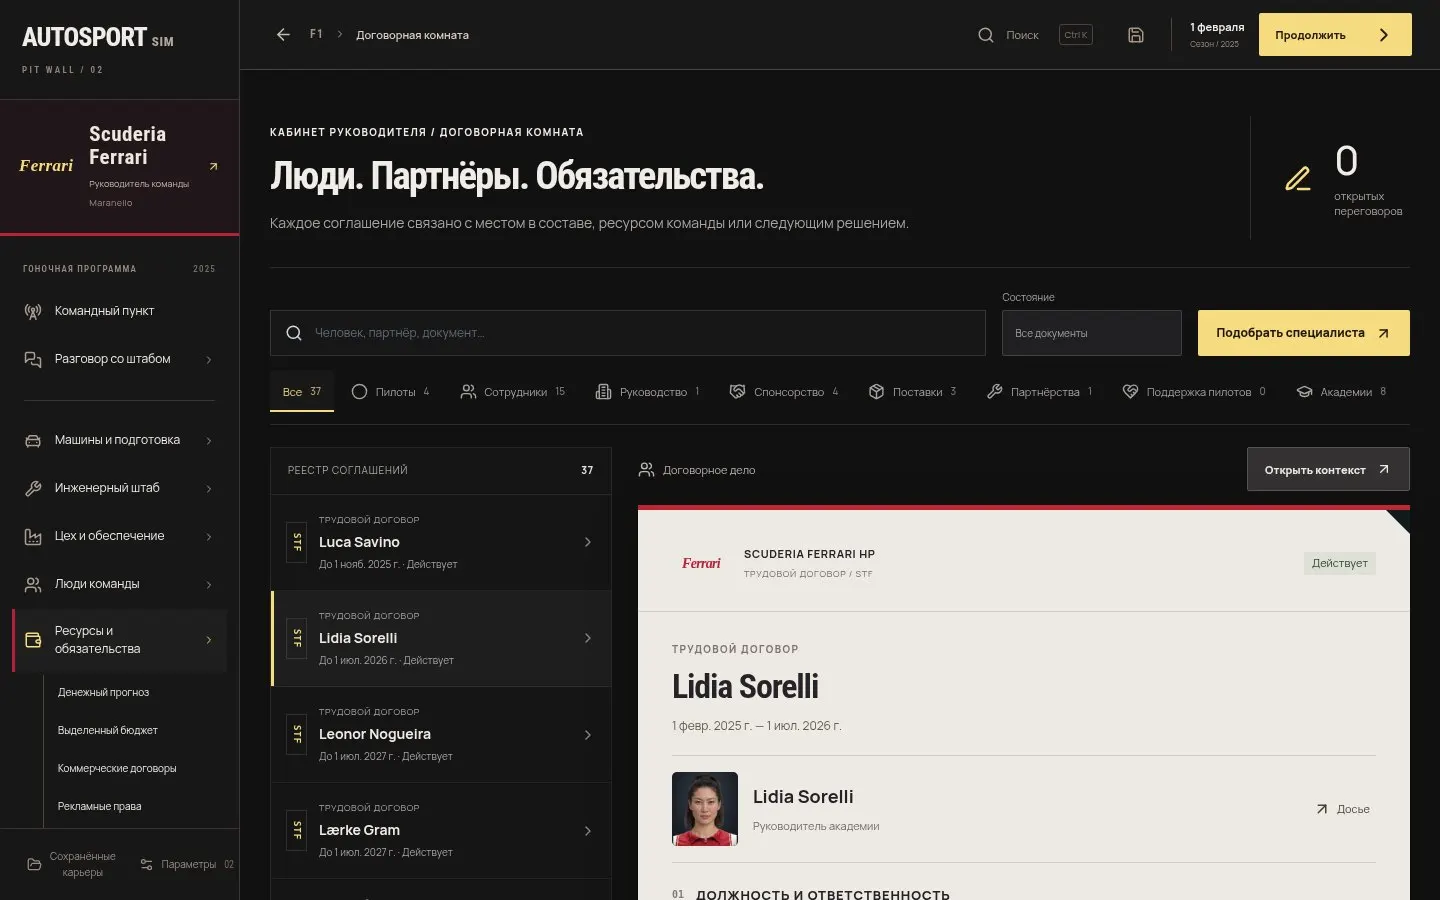 AUTOSPORT SIM
PIT WALL / 02
Ferrari
Scuderia
Ferrari
Руководитель команды
Maranello
ГОНОЧНАЯ ПРОГРАММА 2025
Командный пункт
Разговор со штабом
Машины и подготовка
Инженерный штаб
Цех и обеспечение
Люди команды
Ресурсы и
обязательства
Денежный прогноз
Выделенный бюджет
Коммерческие договоры
Рекламные права
Сохранённые
карьеры
Параметры 02
F1 Договорная комната
Поиск Ctrl K
1 февраля
Сезон / 2025
Продолжить
КАБИНЕТ РУКОВОДИТЕЛЯ / ДОГОВОРНАЯ КОМНАТА
Люди. Партнёры. Обязательства.
Каждое соглашение связано с местом в составе, ресурсом команды или следующим решением.
0
открытых
переговоров
Человек, партнёр, документ...
Состояние
Все документы
Подобрать специалиста
Все 37
Пилоты 4
Сотрудники 15
Руководство 1
Спонсорство 4
Поставки 3
Партнёрства 1
Поддержка пилотов 0
Академии 8
РЕЕСТР СОГЛАШЕНИЙ 37
STF
ТРУДОВОЙ ДОГОВОР
Luca Savino
До 1 нояб. 2025 г. · Действует
STF
ТРУДОВОЙ ДОГОВОР
Lidia Sorelli
До 1 июл. 2026 г. · Действует
STF
ТРУДОВОЙ ДОГОВОР
Leonor Nogueira
До 1 июл. 2027 г. · Действует
STF
ТРУДОВОЙ ДОГОВОР
Lærke Gram
До 1 июл. 2027 г. · Действует
Договорное дело
Открыть контекст
Ferrari
SCUDERIA FERRARI HP
ТРУДОВОЙ ДОГОВОР / STF
Действует
ТРУДОВОЙ ДОГОВОР
Lidia Sorelli
1 февр. 2025 г. — 1 июл. 2026 г.
Lidia Sorelli
Руководитель академии
Досье
01 ДОЛЖНОСТЬ И ОТВЕТСТВЕННОСТЬ